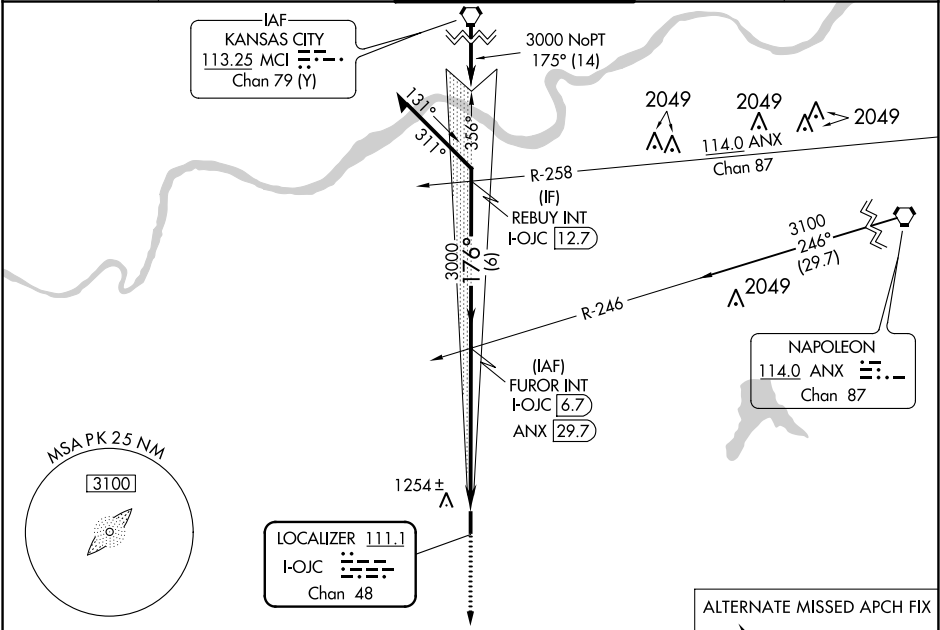 IAF
KANSAS CITY
113.25 MCI
Chan 79 (Y)
3000 NoPT
175° (14)
131°
311°
356°
2049
2049
2049
114.0 ANX
Chan 87
R-258
(IF)
REBUY INT
I-OJC 12.7
3000
176°
(6)
3100
246°
(29.7)
2049
R-246
(IAF)
FUROR INT
I-OJC 6.7
ANX 29.7
NAPOLEON
114.0 ANX
Chan 87
MSA PK 25 NM
3100
1254 ±
LOCALIZER 111.1
I-OJC
Chan 48
ALTERNATE MISSED APCH FIX